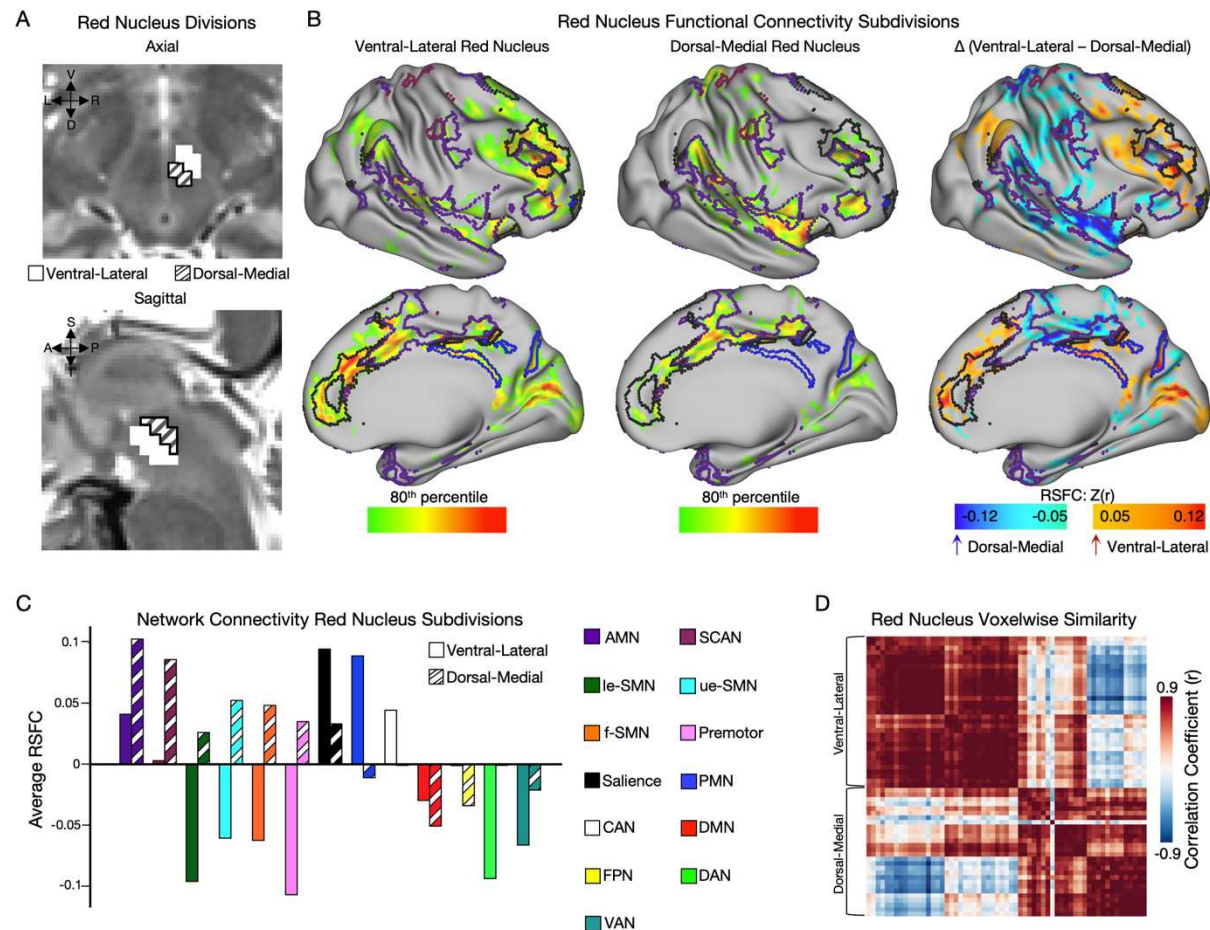 A
Red Nucleus Divisions
Axial
V
L R
D
Ventral-Lateral Dorsal-Medial
Sagittal
S
A P
B
Red Nucleus Functional Connectivity Subdivisions
Ventral-Lateral Red Nucleus
Dorsal-Medial Red Nucleus
Δ (Ventral-Lateral – Dorsal-Medial)
80th percentile
80th percentile
RSFC: Z(r)
-0.12 -0.05 0.05 0.12
Dorsal-Medial Ventral-Lateral
C
Network Connectivity Red Nucleus Subdivisions
Ventral-Lateral
Dorsal-Medial
Average RSFC
0.1
0.05
0
-0.05
-0.1
AMN SCAN
le-SMN ue-SMN
f-SMN Premotor
Salience PMN
CAN DMN
FPN DAN
VAN
D
Red Nucleus Voxelwise Similarity
Ventral-Lateral
Dorsal-Medial
0.9
-0.9
Correlation Coefficient (r)